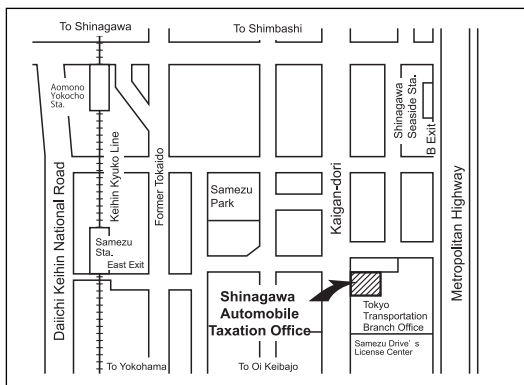 To Shinagawa
To Shimbashi
Aomono
Yokocho
Sta.
Shinagawa
Seaside Sta.
B Exit
Keihin Kyuko Line
Former Tokaido
Daiichi Keihin National Road
Samezu
Park
Kaigan-dori
Metropolitan Highway
Samezu
Sta.
East Exit
Shinagawa
Automobile
Taxation Office
Tokyo
Transportation
Branch Office
Samezu Drive's
License Center
To Yokohama
To Oi Keibajo